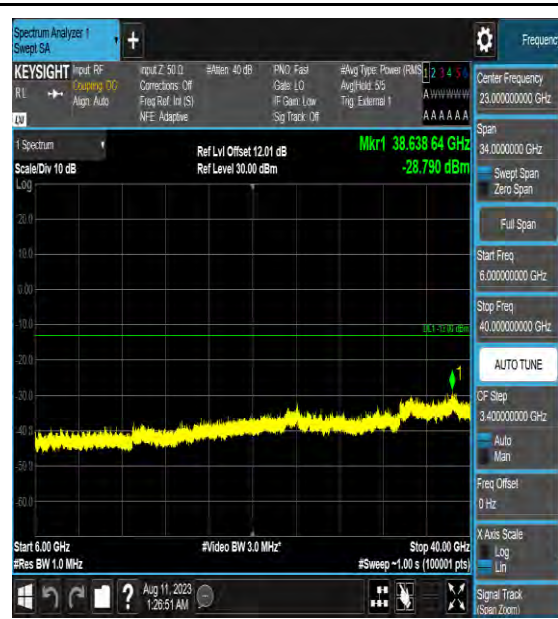 Spectrum Analyzer 1
Swept SA
Frequenc
KEYSIGHT
Input: RF
Coupling: DC
Align: Auto
Input Z: 50 Ω
Corrections: Off
Freq Ref: Int (S)
NFE: Adaptive
#Atten: 40 dB
PNO: Fast
Gate: LO
IF Gain: Low
Sig Track: Off
#Avg Type: Power (RMS
Avg|Hold: 5/5
Trig: External 1
1 2 3 4 5 6
A W W W W W
A A A A A A
RL
1 Spectrum
Scale/Div 10 dB
Ref Lvl Offset 12.01 dB
Ref Level 30.00 dBm
Mkr1 38.638 64 GHz
-28.790 dBm
Log
20.0
10.0
0.00
-10.0
-20.0
-30.0
-40.0
-50.0
-60.0
DL1 -13.00 dBm
1
Start 6.00 GHz
#Res BW 1.0 MHz
#Video BW 3.0 MHz*
Stop 40.00 GHz
#Sweep ~1.00 s (100001 pts)
Center Frequency
23.000000000 GHz
Span
34.0000000 GHz
Swept Span
Zero Span
Full Span
Start Freq
6.000000000 GHz
Stop Freq
40.000000000 GHz
AUTO TUNE
CF Step
3.400000000 GHz
Auto
Man
Freq Offset
0 Hz
X Axis Scale
Log
Lin
Signal Track
(Span Zoom)
Aug 11, 2023
1:26:51 AM